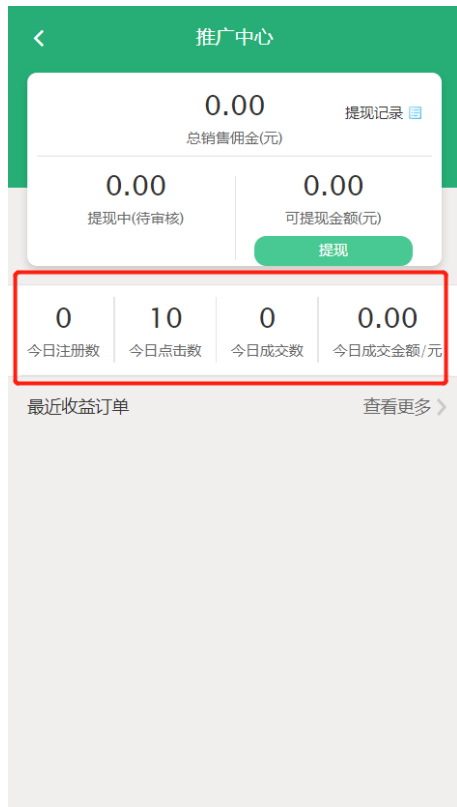 推广中心
0.00
提现记录
总销售佣金(元)
0.00 0.00
提现中(待审核) 可提现金额(元)
提现
0 10 0 0.00
今日注册数 今日点击数 今日成交数 今日成交金额/元
最近收益订单 查看更多